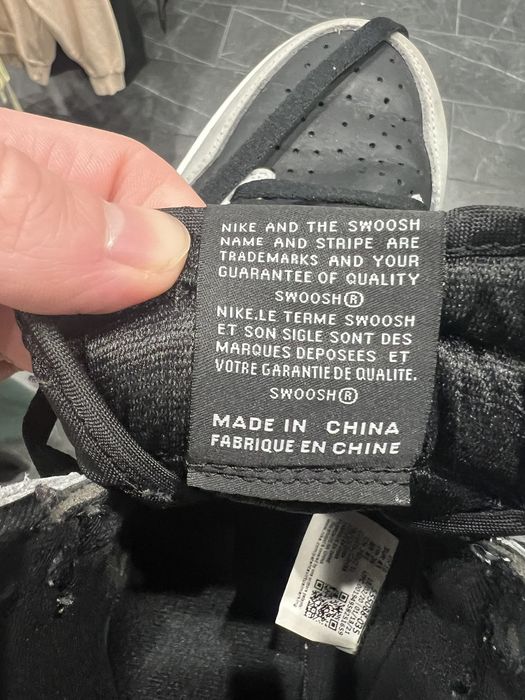 NIKE AND THE SWOOSH
NAME AND STRIPE ARE
TRADEMARKS AND YOUR
GUARANTEE OF QUALITY
SWOOSH®
NIKE.LE TERME SWOOSH
ET SON SIGLE SONT DES
MARQUES DEPOSEES ET
VOTRE GARANTIE DE QUALITE.
SWOOSH®
MADE IN CHINA
FABRIQUE EN CHINE